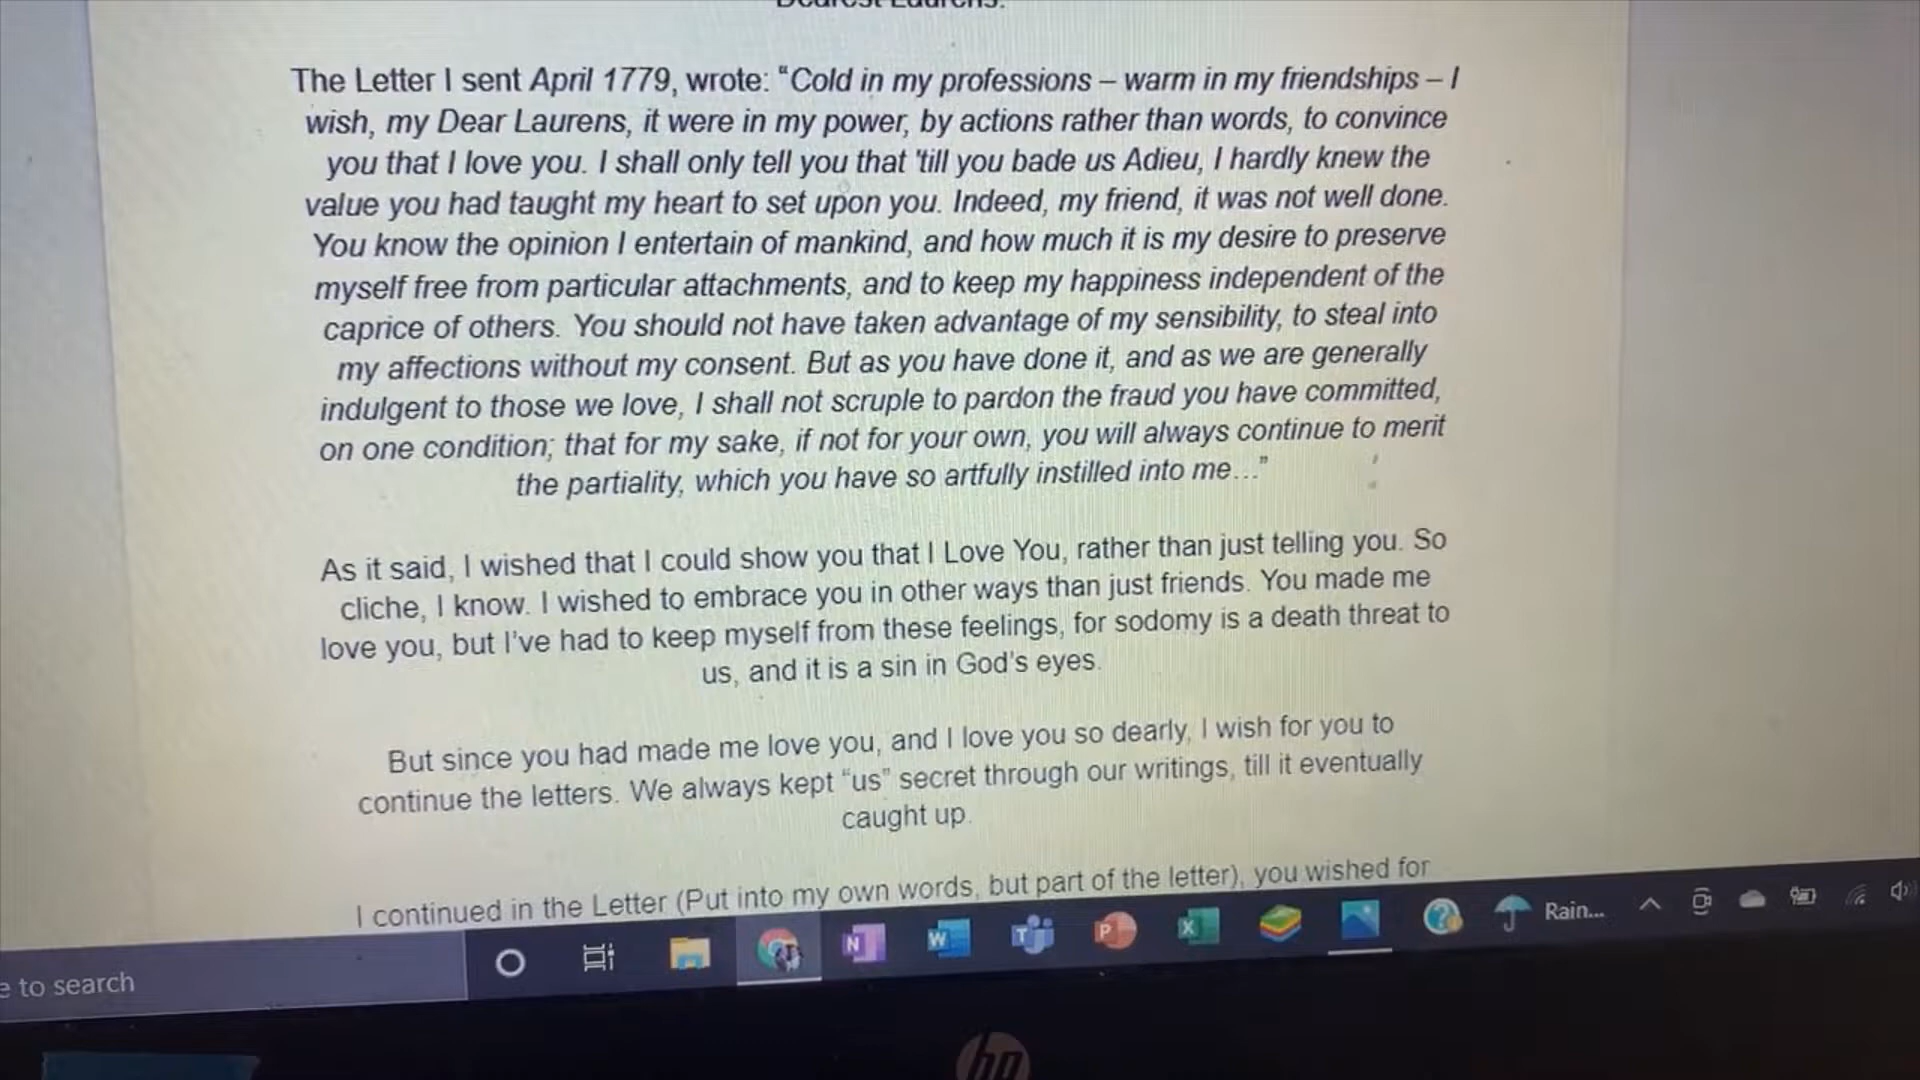 Dearest Laurens.
The Letter I sent April 1779, wrote: “Cold in my professions – warm in my friendships – I
wish, my Dear Laurens, it were in my power, by actions rather than words, to convince
you that I love you. I shall only tell you that 'till you bade us Adieu, I hardly knew the
value you had taught my heart to set upon you. Indeed, my friend, it was not well done.
You know the opinion I entertain of mankind, and how much it is my desire to preserve
myself free from particular attachments, and to keep my happiness independent of the
caprice of others. You should not have taken advantage of my sensibility, to steal into
my affections without my consent. But as you have done it, and as we are generally
indulgent to those we love, I shall not scruple to pardon the fraud you have committed,
on one condition; that for my sake, if not for your own, you will always continue to merit
the partiality, which you have so artfully instilled into me…”
As it said, I wished that I could show you that I Love You, rather than just telling you. So
cliche, I know. I wished to embrace you in other ways than just friends. You made me
love you, but I've had to keep myself from these feelings, for sodomy is a death threat to
us, and it is a sin in God's eyes.
But since you had made me love you, and I love you so dearly, I wish for you to
continue the letters. We always kept “us” secret through our writings, till it eventually
caught up.
I continued in the Letter (Put into my own words, but part of the letter), you wished for
e to search
N
W
T
P
X
Rain...
hp